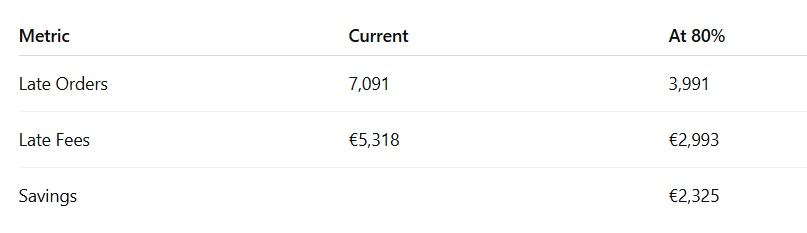 Metric Current At 80%
Late Orders 7,091 3,991
Late Fees €5,318 €2,993
Savings €2,325